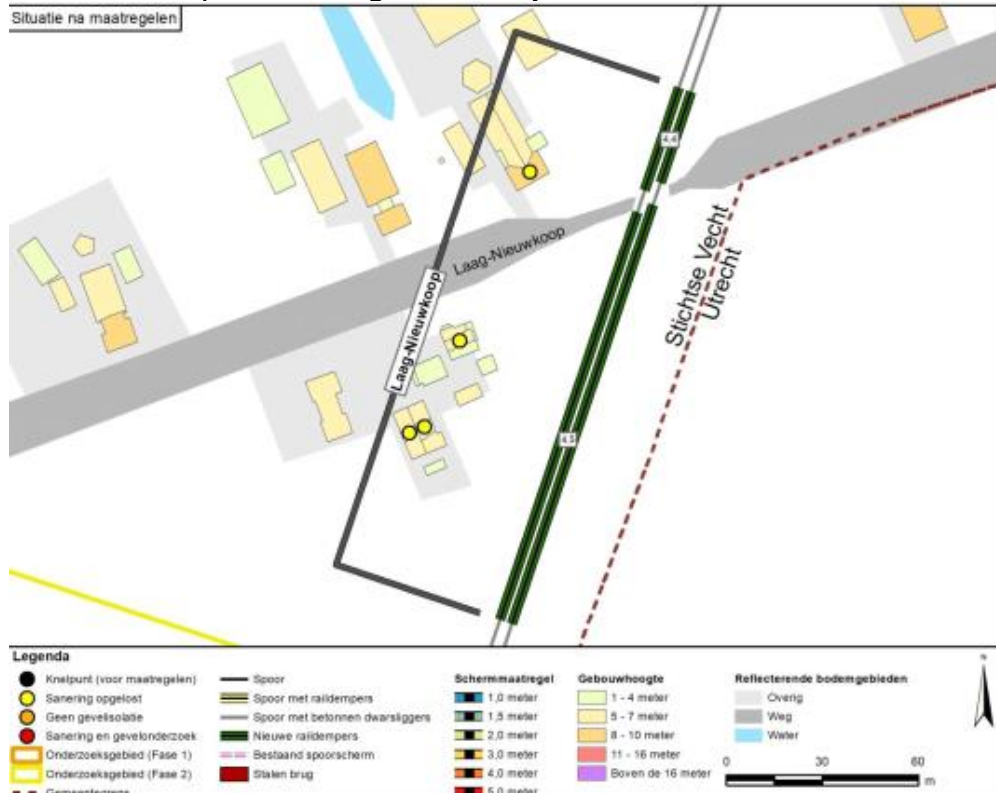 Situatie na maatregelen
4,6
Laag-Nieuwkoop
Stichtse Vecht
Utrecht
Laag-Nieuwkoop
4,5
Legenda
Knelpunt (voor maatregelen)
Sanering opgelost
Geen gevelisolatie
Sanering en gevelonderzoek
Onderzoeksgebied (Fase 1)
Onderzoeksgebied (Fase 2)
Gemeentegrens
Spoor
Spoor met raildempers
Spoor met betonnen dwarsliggers
Nieuwe raildempers
Bestaand spoorscherm
Stalen brug
Schermmaatregel
1,0 meter
1,5 meter
2,0 meter
3,0 meter
4,0 meter
5,0 meter
Gebouwhoogte
1 - 4 meter
5 - 7 meter
8 - 10 meter
11 - 16 meter
Boven de 16 meter
Reflecterende bodemgebieden
Overig
Weg
Water
N
0 30 60
m